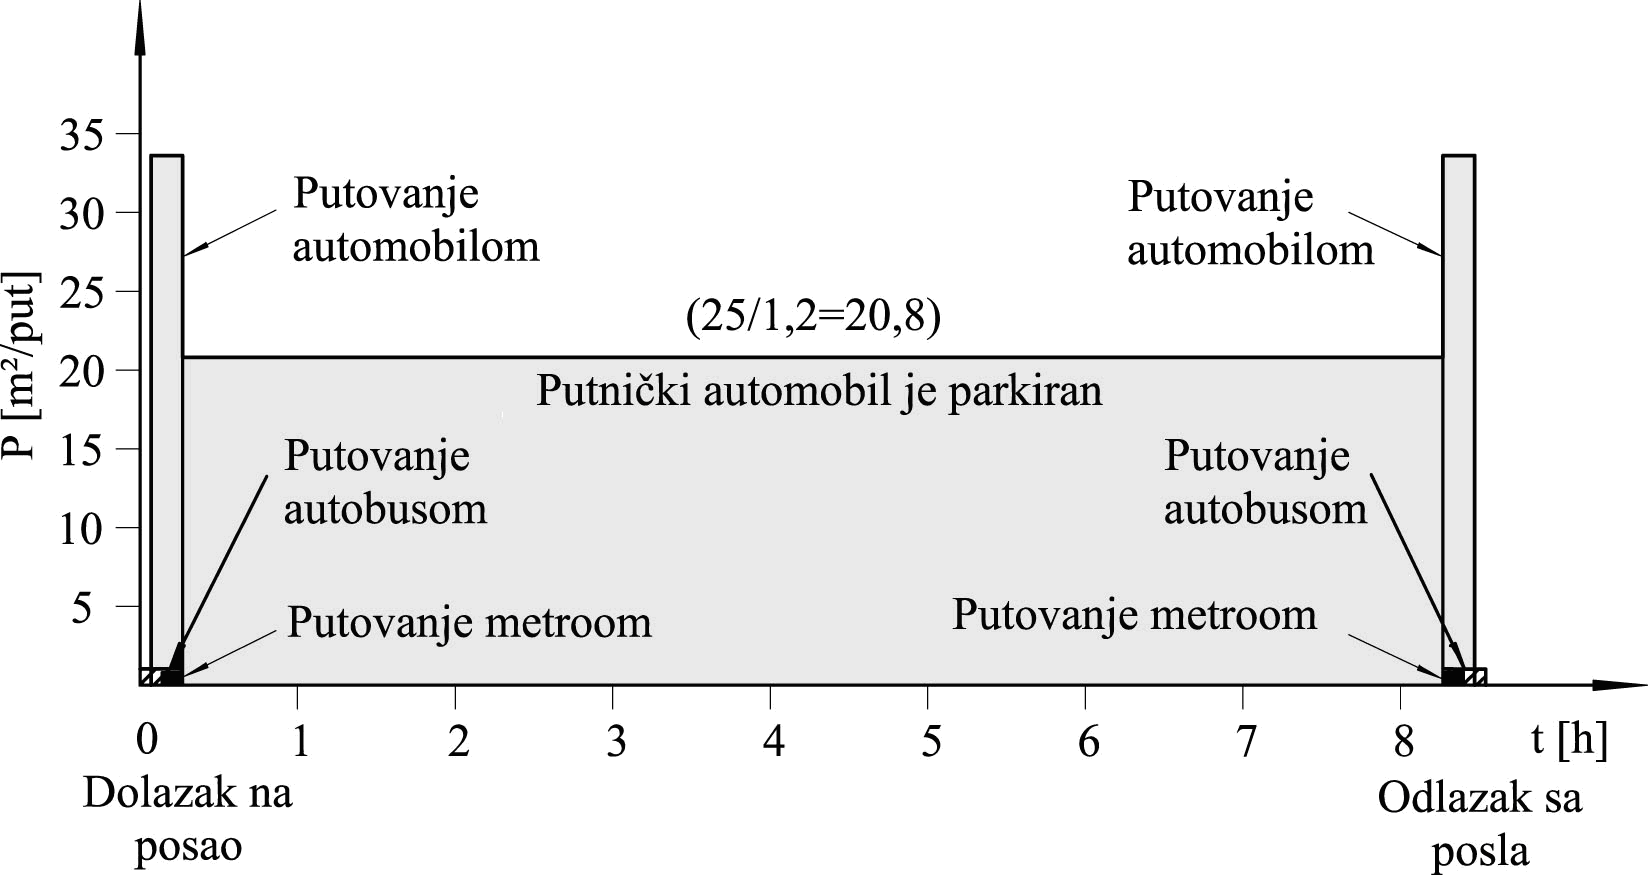 35
30
25
20
15
10
5
P [m²/put]
Putovanje
automobilom
Putovanje
automobilom
(25/1,2=20,8)
Putnički automobil je parkiran
Putovanje
autobusom
Putovanje
autobusom
Putovanje metroom
Putovanje metroom
0 1 2 3 4 5 6 7 8 t [h]
Dolazak na
posao
Odlazak sa
posla